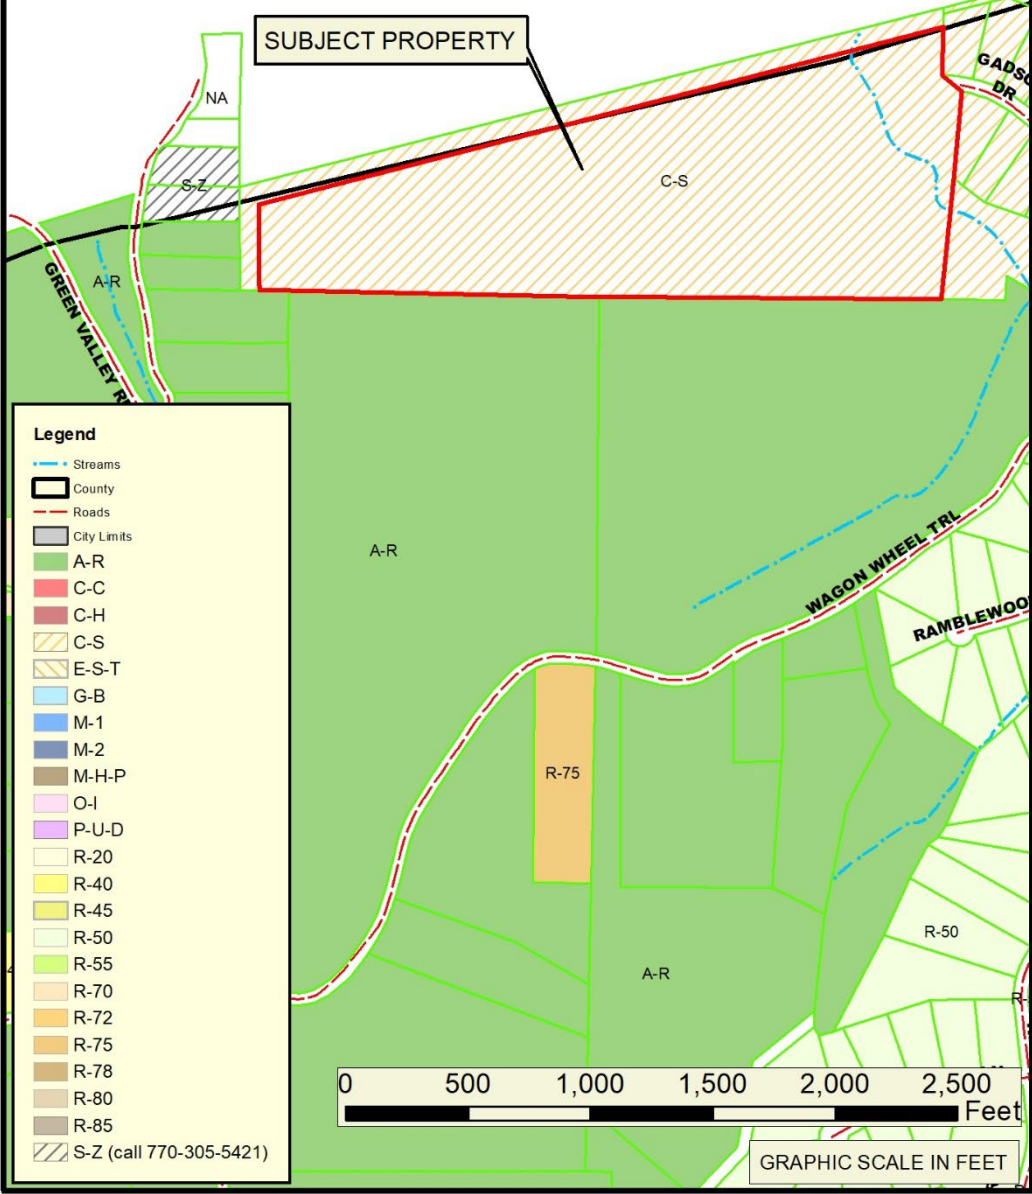 SUBJECT PROPERTY
GADSO
DR
NA
S-Z
C-S
A-R
GREEN VALLEY R
A-R
WAGON WHEEL TRL
RAMBLEWOO
R-75
R-50
A-R
Legend
Streams
County
Roads
City Limits
A-R
C-C
C-H
C-S
E-S-T
G-B
M-1
M-2
M-H-P
O-I
P-U-D
R-20
R-40
R-45
R-50
R-55
R-70
R-72
R-75
R-78
R-80
R-85
S-Z (call 770-305-5421)
0 500 1,000 1,500 2,000 2,500
Feet
GRAPHIC SCALE IN FEET